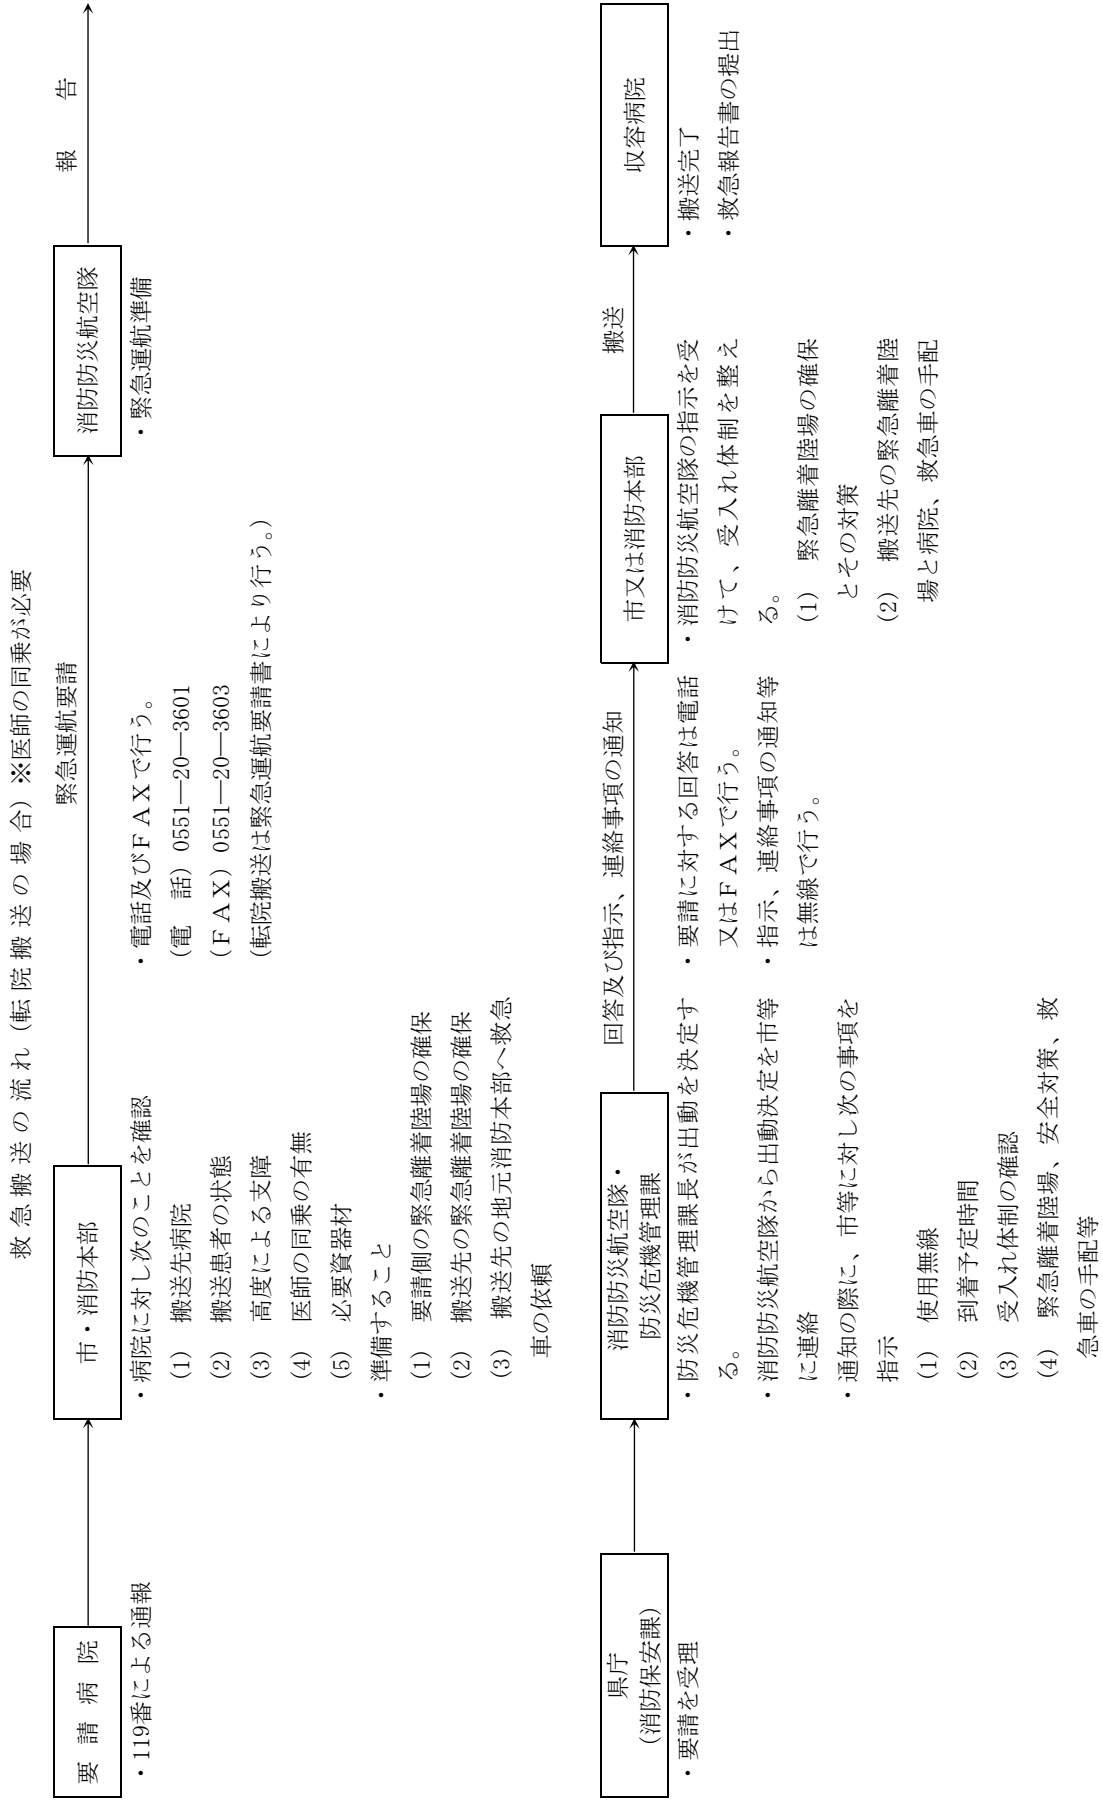 救急搬送の流れ（転院搬送の場合）※医師の同乗が必要
要請病院
・119番による通報
市・消防本部
・病院に対し次のことを確認
(1)　搬送先病院
(2)　搬送患者の状態
(3)　高度による支障
(4)　医師の同乗の有無
(5)　必要資器材
・準備すること
(1)　要請側の緊急離着陸場の確保
(2)　搬送先の緊急離着陸場の確保
(3)　搬送先の地元消防本部へ救急
車の依頼
緊急運航要請
・電話及びＦＡＸで行う。
（電　話）0551―20―3601
（ＦＡＸ）0551―20―3603
（転院搬送は緊急運航要請書により行う。）
消防防災航空隊
・緊急運航準備
報　告
県庁
（消防保安課）
・要請を受理
消防防災航空隊・
防災危機管理課
・防災危機管理課長が出動を決定す
る。
・消防防災航空隊から出動決定を市等
に連絡
・通知の際に、市等に対し次の事項を
指示
(1)　使用無線
(2)　到着予定時間
(3)　受入れ体制の確認
(4)　緊急離着陸場、安全対策、救
急車の手配等
回答及び指示、連絡事項の通知
・要請に対する回答は電話
又はＦＡＸで行う。
・指示、連絡事項の通知等
は無線で行う。
市又は消防本部
・消防防災航空隊の指示を受
けて、受入れ体制を整え
る。
(1)　緊急離着陸場の確保
とその対策
(2)　搬送先の緊急離着陸
場と病院、救急車の手配
搬送
収容病院
・搬送完了
・救急報告書の提出